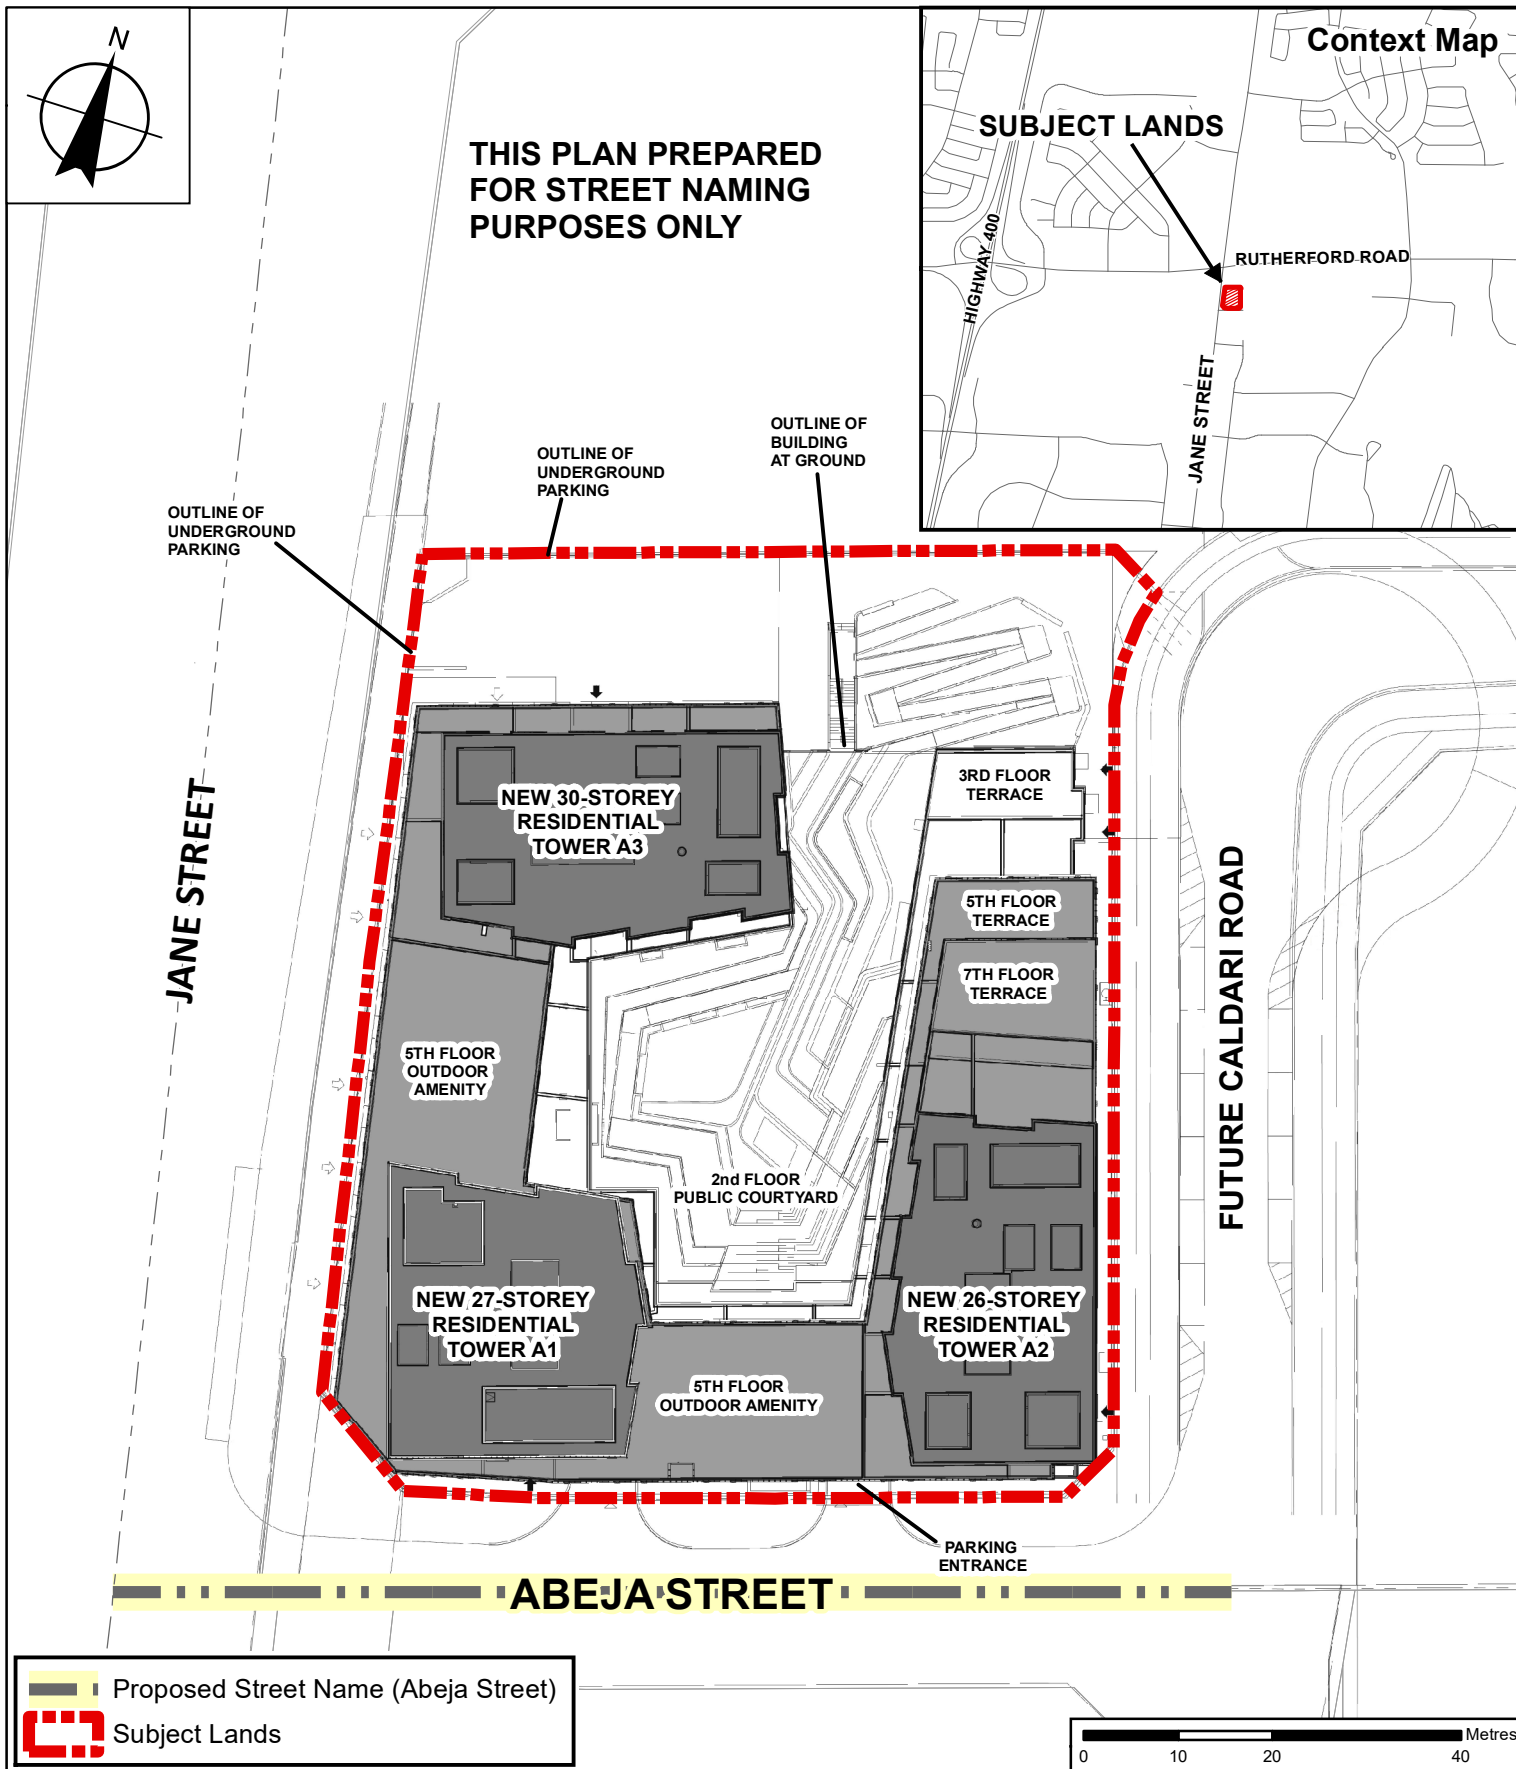 N
Context Map
SUBJECT LANDS
HIGHWAY 400
RUTHERFORD ROAD
JANE STREET
THIS PLAN PREPARED
FOR STREET NAMING
PURPOSES ONLY
OUTLINE OF
BUILDING
AT GROUND
OUTLINE OF
UNDERGROUND
PARKING
OUTLINE OF
UNDERGROUND
PARKING
JANE STREET
NEW 30-STOREY
RESIDENTIAL
TOWER A3
3RD FLOOR
TERRACE
5TH FLOOR
TERRACE
7TH FLOOR
TERRACE
FUTURE CALDARI ROAD
5TH FLOOR
OUTDOOR
AMENITY
2nd FLOOR
PUBLIC COURTYARD
NEW 27-STOREY
RESIDENTIAL
TOWER A1
NEW 26-STOREY
RESIDENTIAL
TOWER A2
5TH FLOOR
OUTDOOR AMENITY
PARKING
ENTRANCE
ABEJA STREET
Proposed Street Name (Abeja Street)
Subject Lands
Metres
0 10 20 40